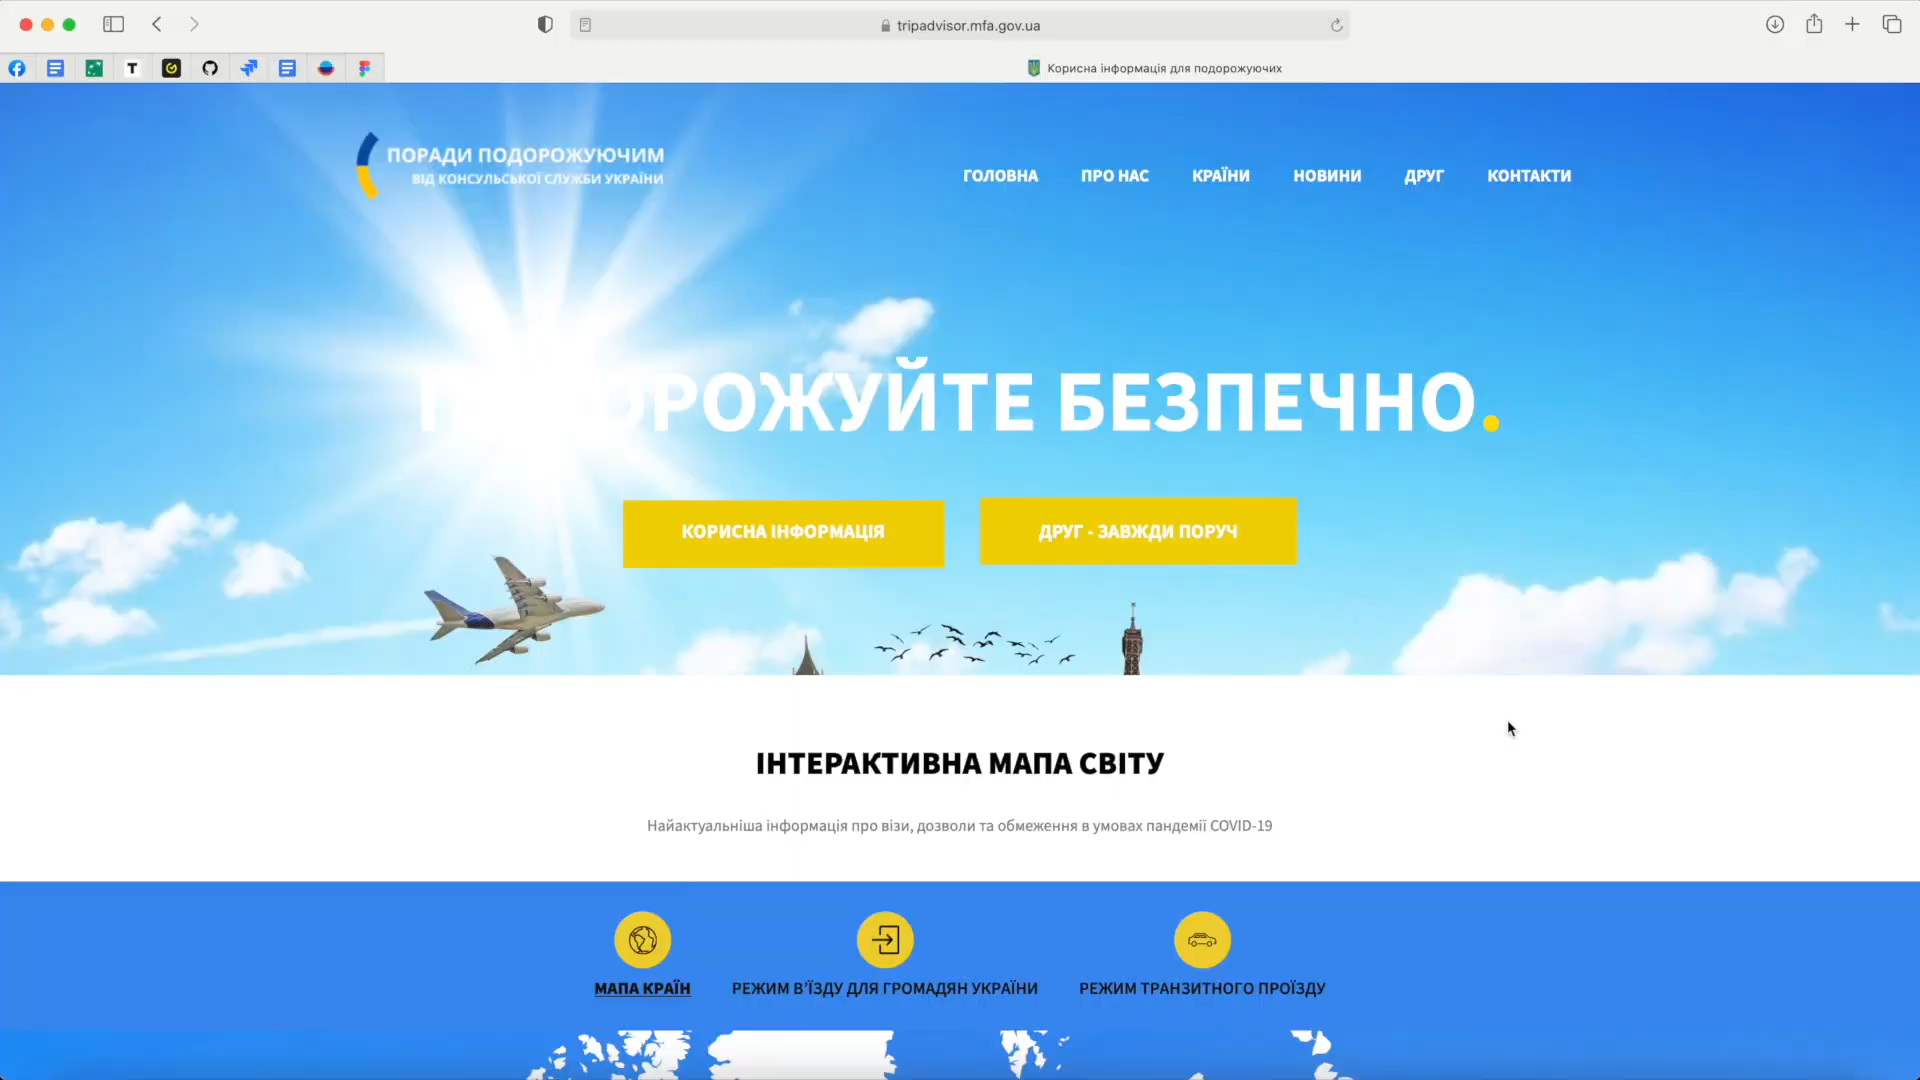 tripadvisor.mfa.gov.ua
Корисна інформація для подорожуючих
ПОРАДИ ПОДОРОЖУЮЧИМ
ВІД КОНСУЛЬСЬКОЇ СЛУЖБИ УКРАЇНИ
ГОЛОВНА ПРО НАС КРАЇНИ НОВИНИ ДРУГ КОНТАКТИ
ПОДОРОЖУЙТЕ БЕЗПЕЧНО.
КОРИСНА ІНФОРМАЦІЯ ДРУГ - ЗАВЖДИ ПОРУЧ
ІНТЕРАКТИВНА МАПА СВІТУ
Найактуальніша інформація про візи, дозволи та обмеження в умовах пандемії COVID-19
МАПА КРАЇН РЕЖИМ В'ЇЗДУ ДЛЯ ГРОМАДЯН УКРАЇНИ РЕЖИМ ТРАНЗИТНОГО ПРОЇЗДУ